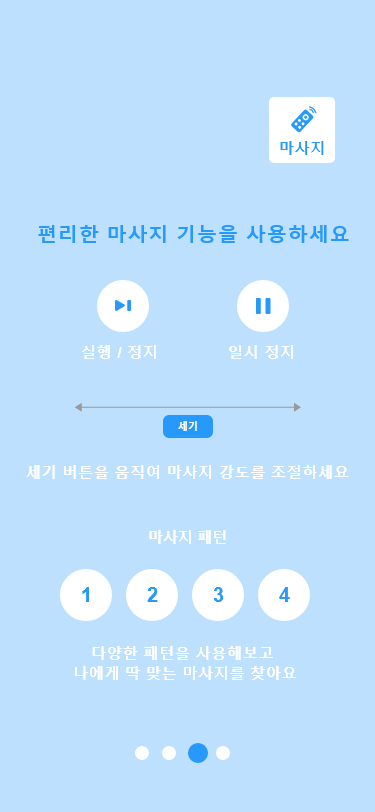 마사지
편리한 마사지 기능을 사용하세요
실행 / 정지
일시 정지
세기
세기 버튼을 움직여 마사지 강도를 조절하세요
마사지 패턴
1 2 3 4
다양한 패턴을 사용해보고
나에게 딱 맞는 마사지를 찾아요